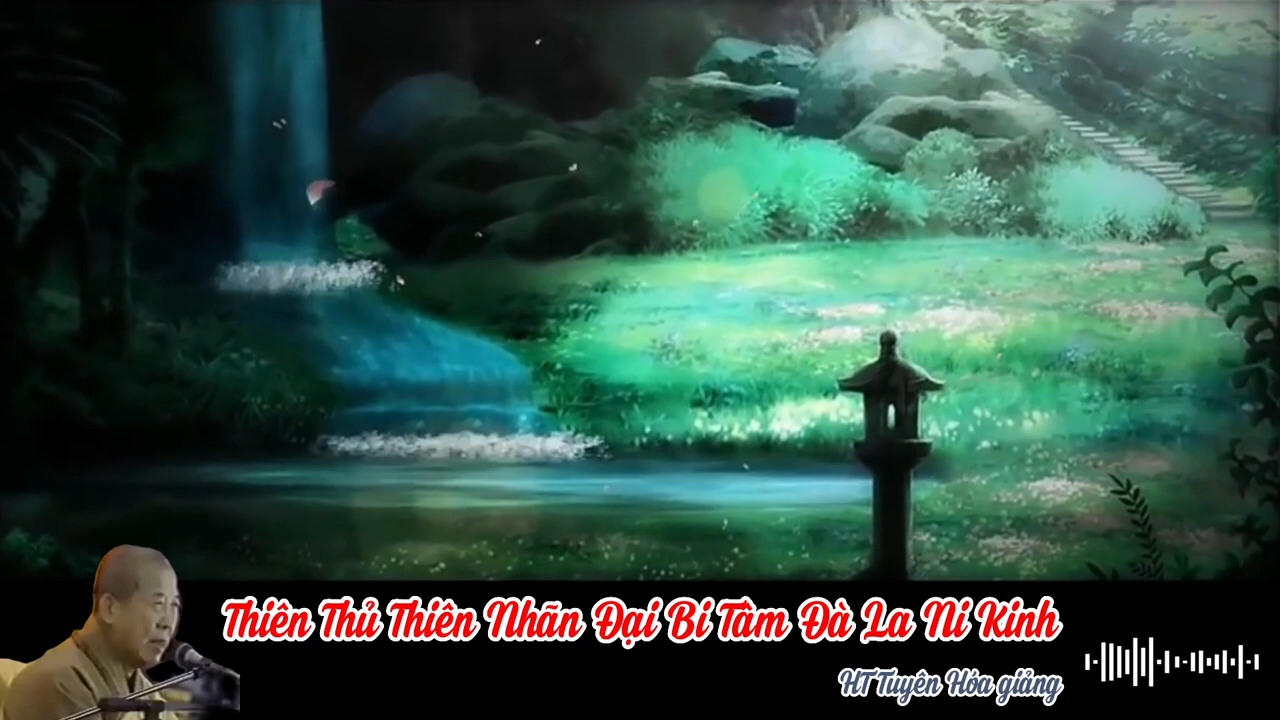 Thiên Thủ Thiên Nhãn Đại Bi Tâm Đà La Ni Kinh
HT Tuyên Hóa giảng